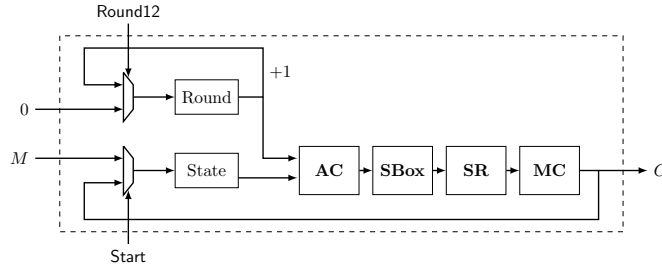 Round12
+1
Round
0
M
State
AC
SBox
SR
MC
C
Start